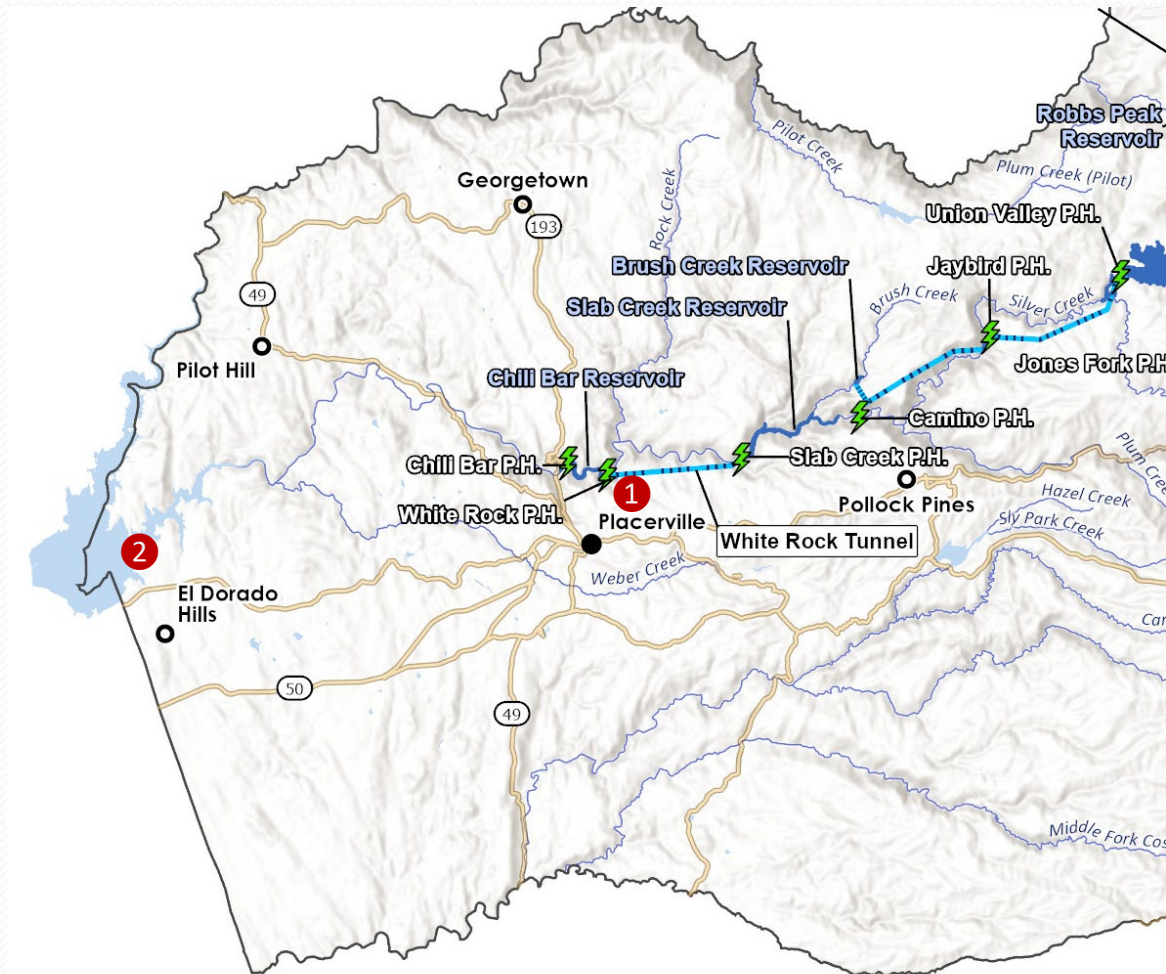 Robbs Peak
Reservoir
Pilot Creek
Plum Creek (Pilot)
Georgetown
193
Rock Creek
Union Valley P.H.
Brush Creek Reservoir
Jaybird P.H.
Brush Creek
Silver Creek
49
Slab Creek Reservoir
Pilot Hill
Jones Fork P.H
Chili Bar Reservoir
Camino P.H.
Chili Bar P.H.
Slab Creek P.H.
Plum Cree
1
Pollock Pines
Hazel Creek
White Rock P.H.
Placerville
Sly Park Creek
White Rock Tunnel
2
Weber Creek
El Dorado
Hills
Ca
50
49
Middle Fork Cos